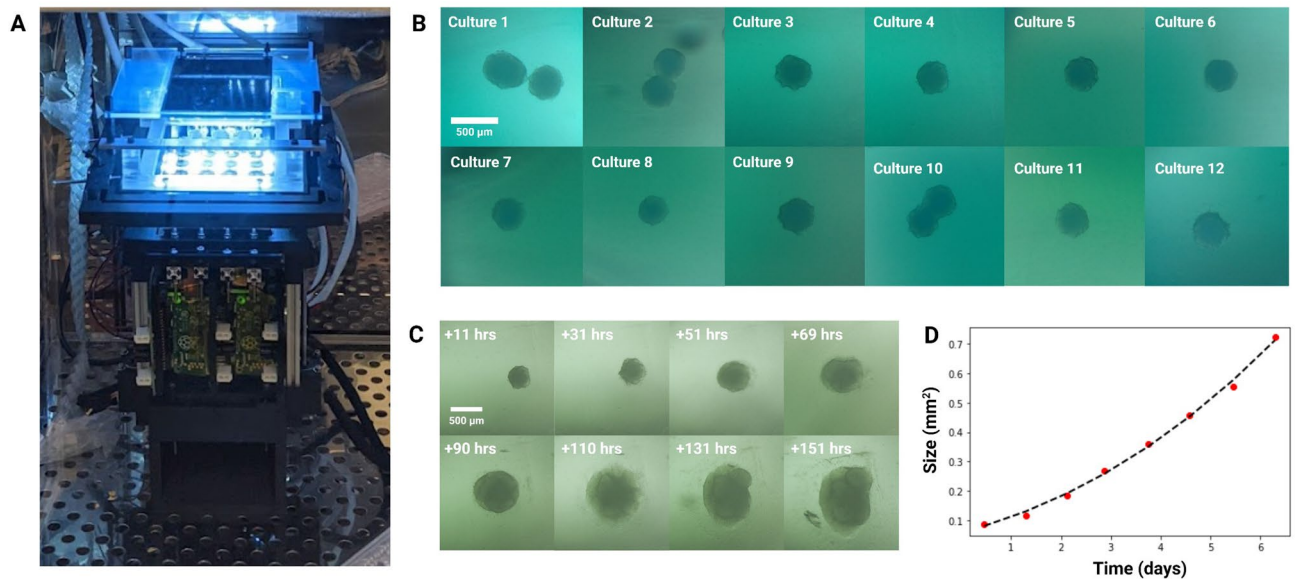 A
B
Culture 1
Culture 2
Culture 3
Culture 4
Culture 5
Culture 6
500 µm
Culture 7
Culture 8
Culture 9
Culture 10
Culture 11
Culture 12
C
+11 hrs
+31 hrs
+51 hrs
+69 hrs
500 µm
+90 hrs
+110 hrs
+131 hrs
+151 hrs
D
Size (mm²)
0.7
0.6
0.5
0.4
0.3
0.2
0.1
1 2 3 4 5 6
Time (days)